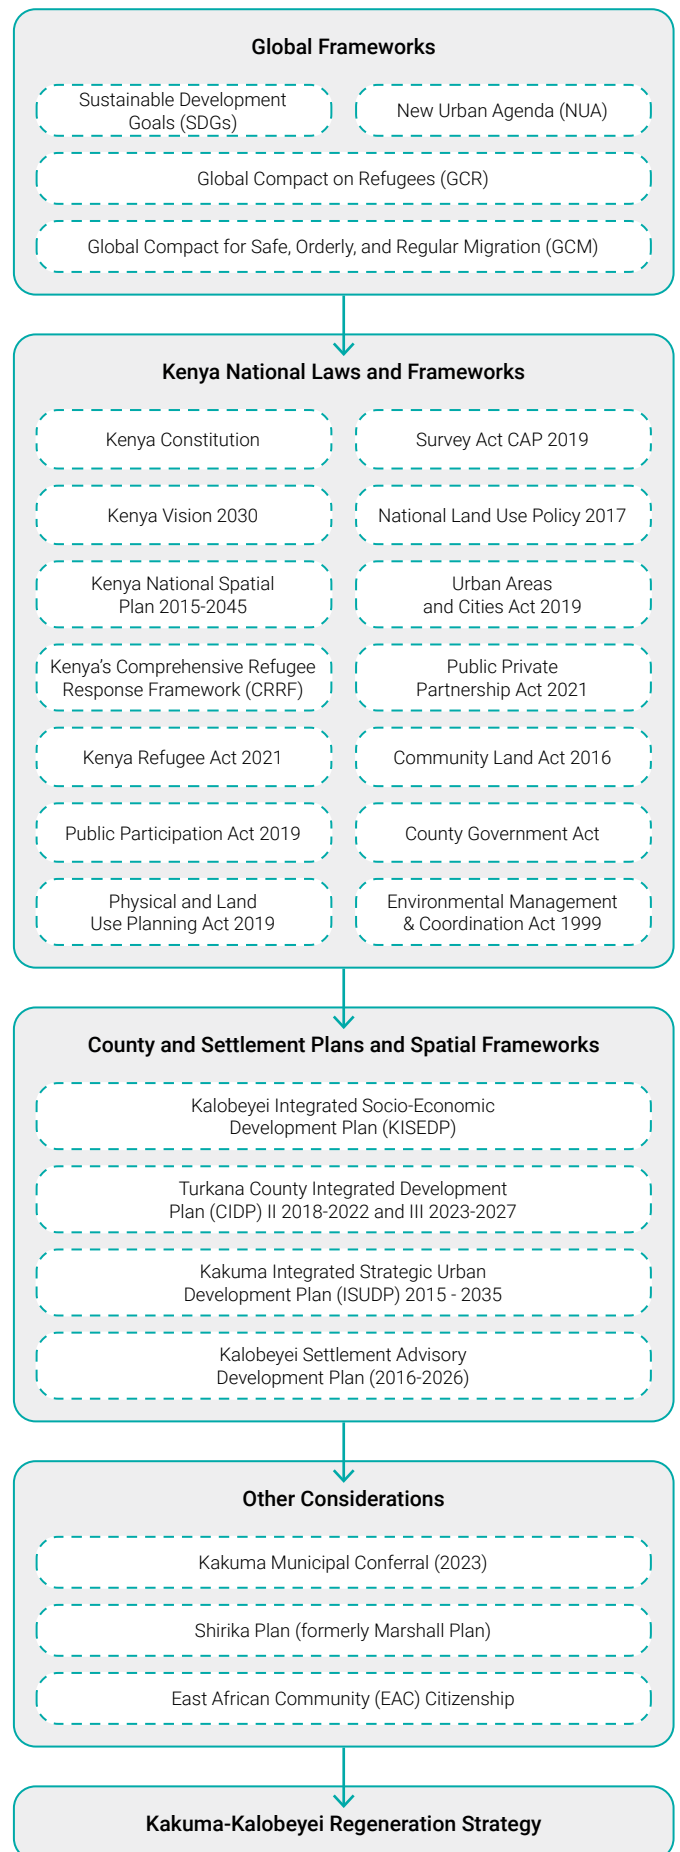 Global Frameworks
Sustainable Development
Goals (SDGs)
New Urban Agenda (NUA)
Global Compact on Refugees (GCR)
Global Compact for Safe, Orderly, and Regular Migration (GCM)
Kenya National Laws and Frameworks
Kenya Constitution
Survey Act CAP 2019
Kenya Vision 2030
National Land Use Policy 2017
Kenya National Spatial
Plan 2015-2045
Urban Areas
and Cities Act 2019
Kenya's Comprehensive Refugee
Response Framework (CRRF)
Public Private
Partnership Act 2021
Kenya Refugee Act 2021
Community Land Act 2016
Public Participation Act 2019
County Government Act
Physical and Land
Use Planning Act 2019
Environmental Management
& Coordination Act 1999
County and Settlement Plans and Spatial Frameworks
Kalobeyei Integrated Socio-Economic
Development Plan (KISEDP)
Turkana County Integrated Development
Plan (CIDP) II 2018-2022 and III 2023-2027
Kakuma Integrated Strategic Urban
Development Plan (ISUDP) 2015 - 2035
Kalobeyei Settlement Advisory
Development Plan (2016-2026)
Other Considerations
Kakuma Municipal Conferral (2023)
Shirika Plan (formerly Marshall Plan)
East African Community (EAC) Citizenship
Kakuma-Kalobeyei Regeneration Strategy